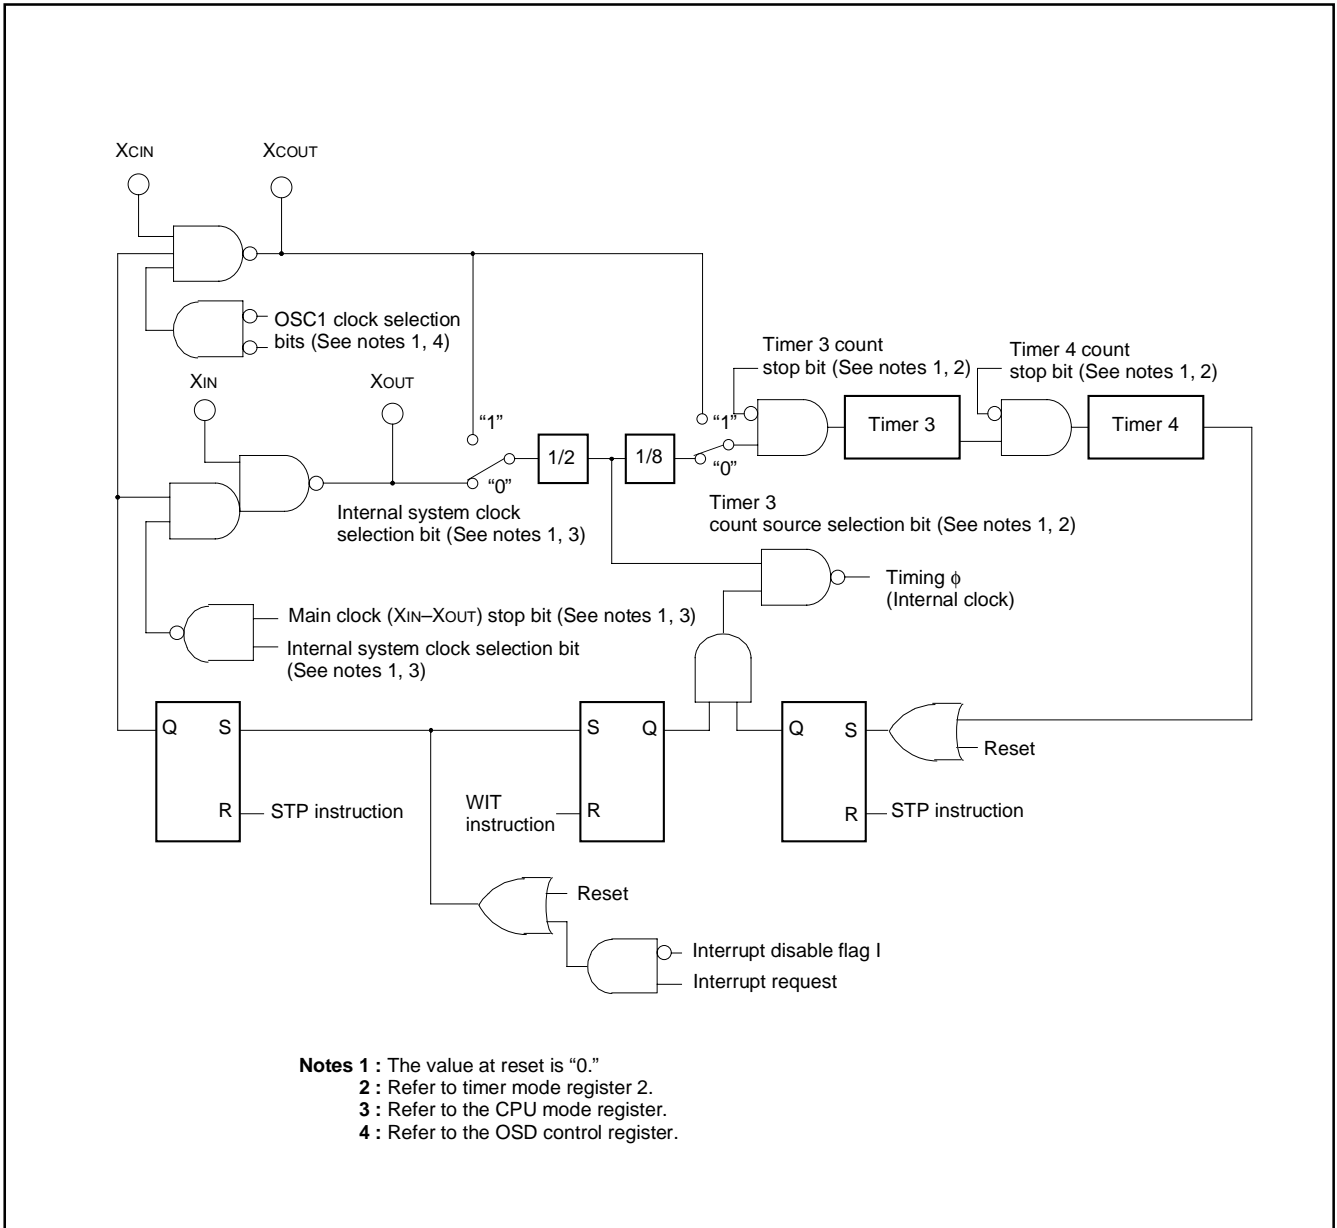 XCIN
XCOUT
OSC1 clock selection
bits (See notes 1, 4)
XIN
XOUT
“1”
“0”
Internal system clock
selection bit (See notes 1, 3)
1/2
1/8
“1”
“0”
Timer 3 count
stop bit (See notes 1, 2)
Timer 3
Timer 4 count
stop bit (See notes 1, 2)
Timer 4
Timer 3
count source selection bit (See notes 1, 2)
Timing ϕ
(Internal clock)
Main clock (XIN–XOUT) stop bit (See notes 1, 3)
Internal system clock selection bit
(See notes 1, 3)
Q S
R
STP instruction
S Q
R
WIT
instruction
Q S
R
Reset
STP instruction
Reset
Interrupt disable flag I
Interrupt request
Notes 1 : The value at reset is “0.”
2 : Refer to timer mode register 2.
3 : Refer to the CPU mode register.
4 : Refer to the OSD control register.